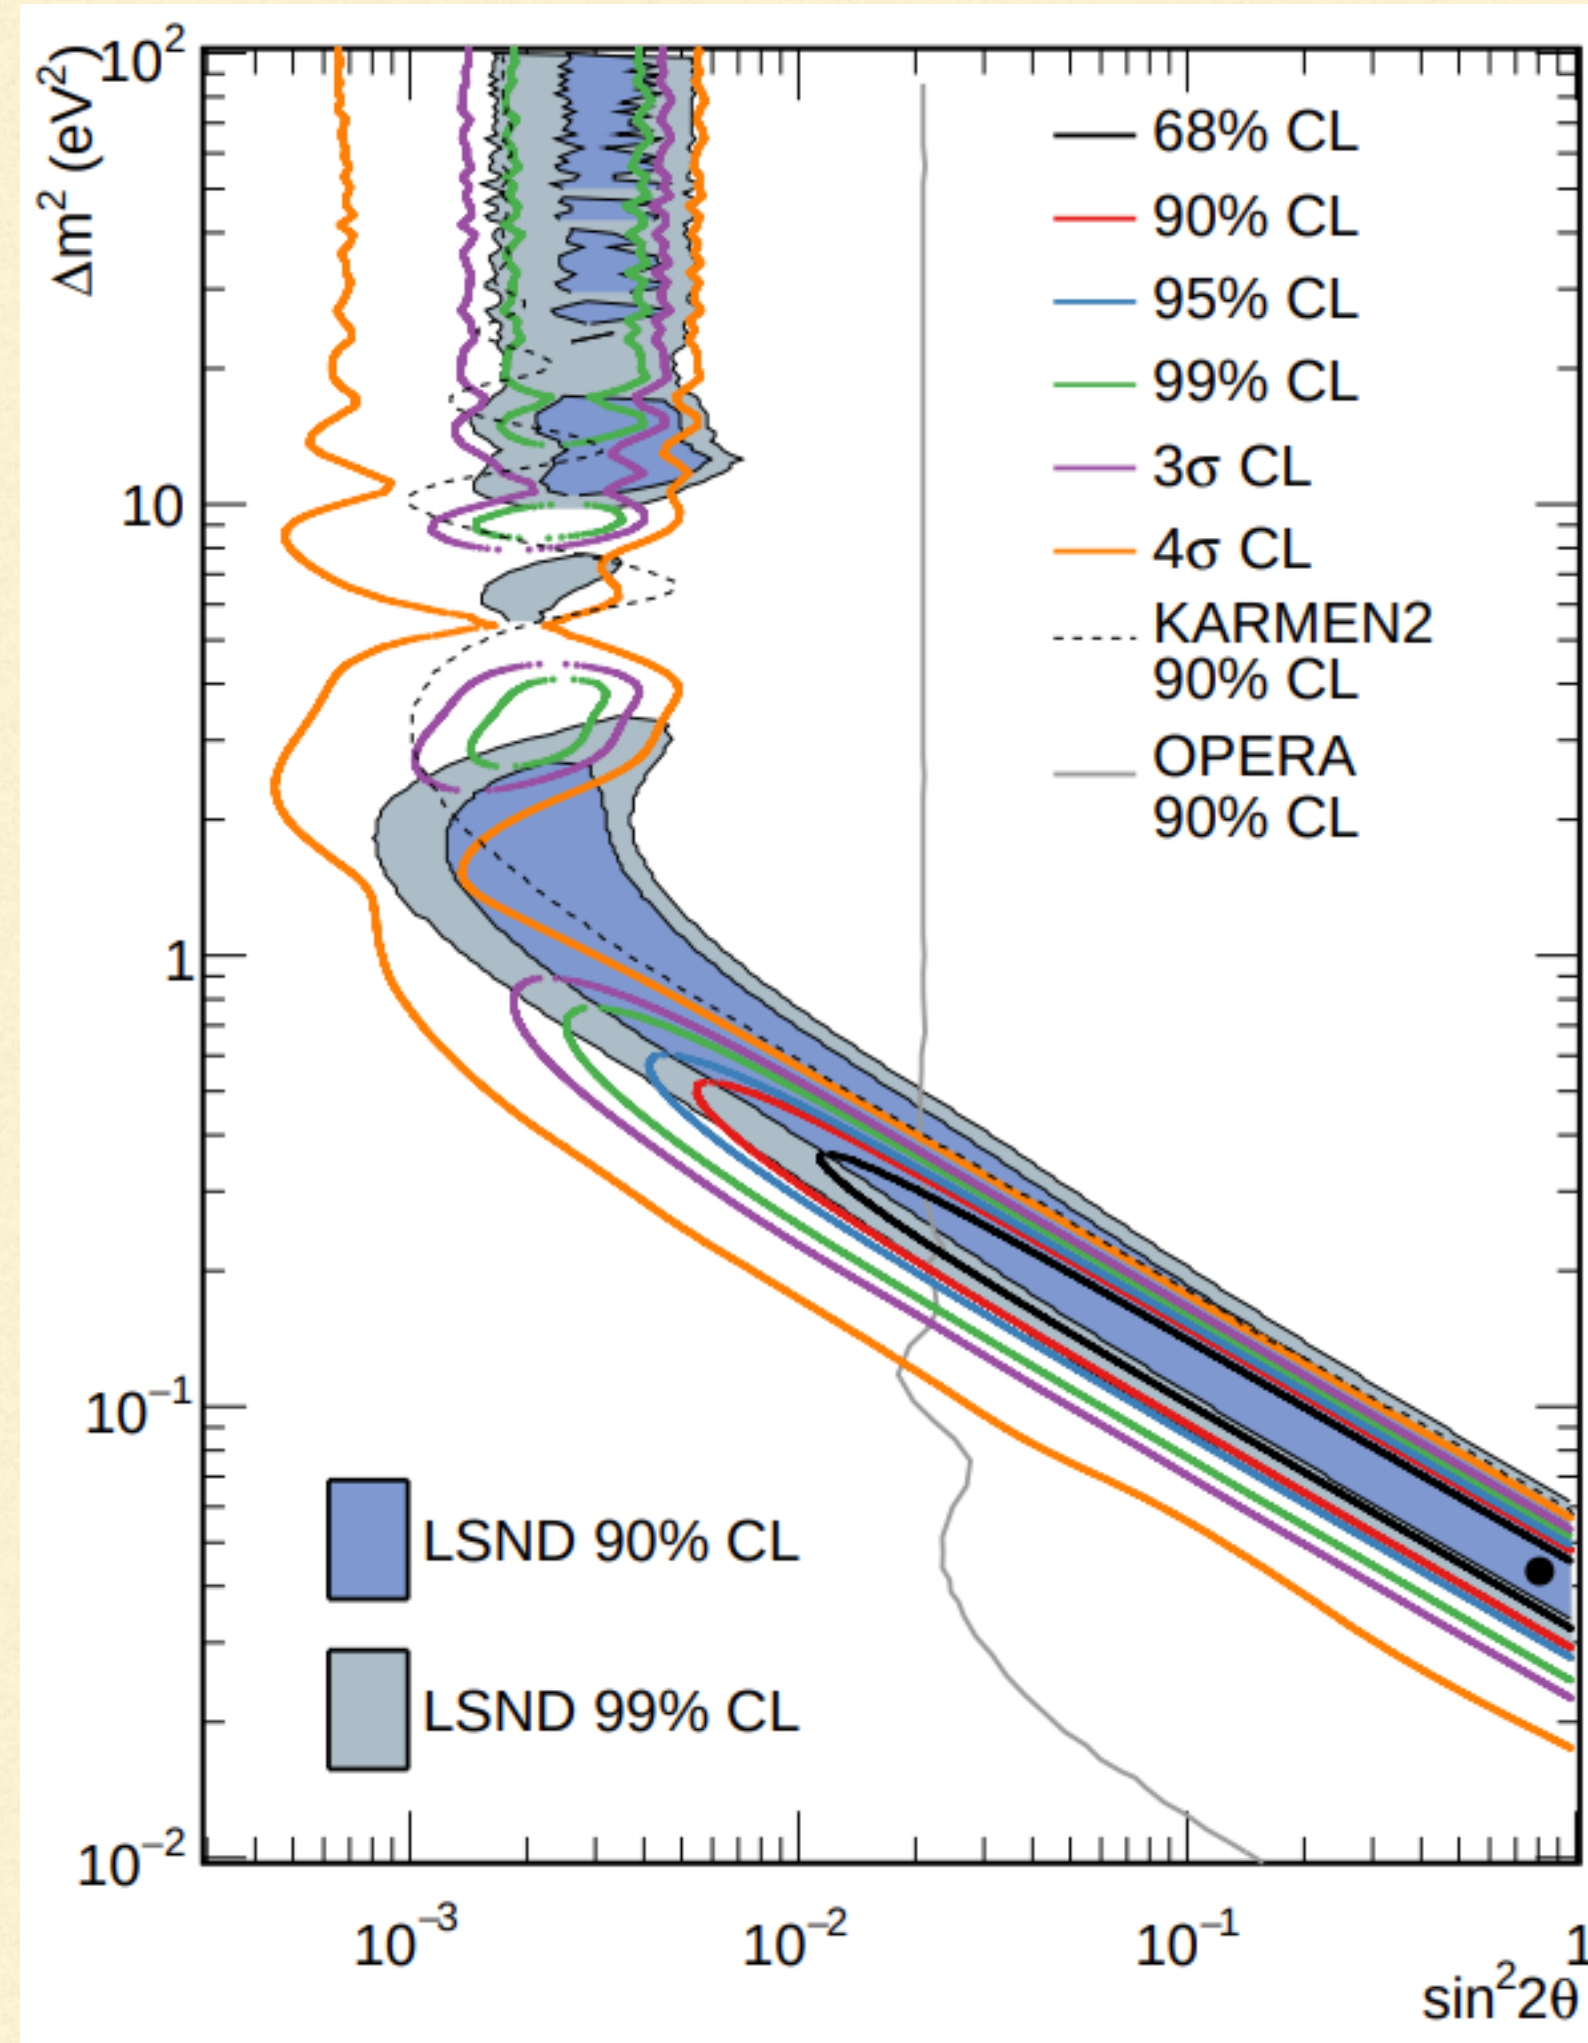 Δm² (eV²)
10²
10
1
10⁻¹
10⁻²
68% CL
90% CL
95% CL
99% CL
3σ CL
4σ CL
KARMEN2
90% CL
OPERA
90% CL
LSND 90% CL
LSND 99% CL
10⁻³
10⁻²
10⁻¹
1
sin²2θ